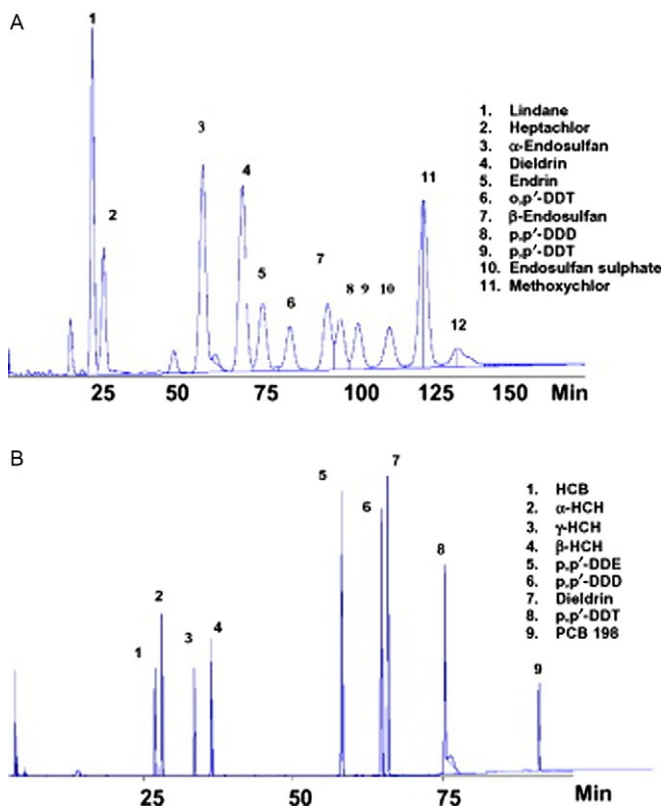 A
1
2
3
4
5
6
7
8 9 10
11
12
1. Lindane
2. Heptachlor
3. α-Endosulfan
4. Dieldrin
5. Endrin
6. o,p′-DDT
7. β-Endosulfan
8. p,p′-DDD
9. p,p′-DDT
10. Endosulfan sulphate
11. Methoxychlor
25 50 75 100 125 150 Min
B
1
2
3
4
5
6
7
8
9
1. HCB
2. α-HCH
3. γ-HCH
4. β-HCH
5. p,p′-DDE
6. p,p′-DDD
7. Dieldrin
8. p,p′-DDT
9. PCB 198
25 50 75 Min